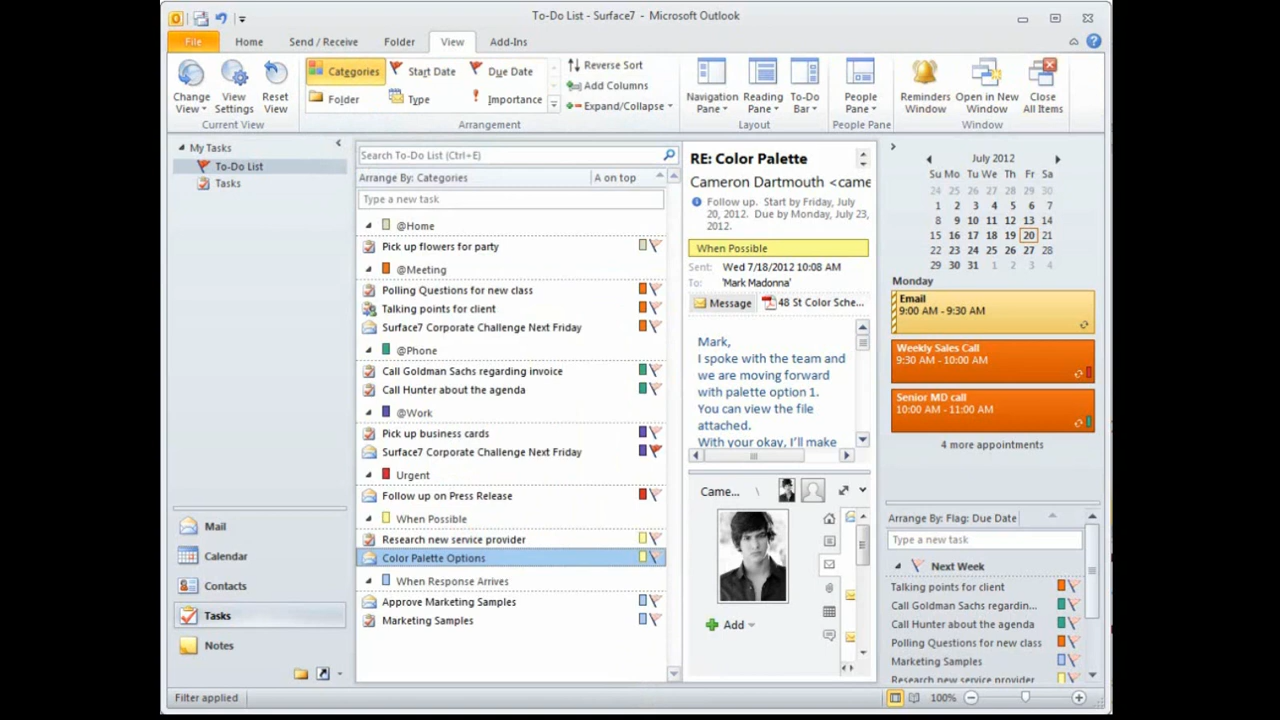 To-Do List - Surface7 - Microsoft Outlook
File Home Send / Receive Folder View Add-Ins
Change View
View Settings
Reset View
Current View
Categories
Start Date
Due Date
Folder
Type
Importance
Arrangement
Reverse Sort
Add Columns
Expand/Collapse
Navigation Pane
Reading Pane
To-Do Bar
Layout
People Pane
People Pane
Reminders Window
Open in New Window
Close All Items
Window
My Tasks
To-Do List
Tasks
Mail
Calendar
Contacts
Tasks
Notes
Search To-Do List (Ctrl+E)
Arrange By: Categories A on top
Type a new task
@Home
Pick up flowers for party
@Meeting
Polling Questions for new class
Talking points for client
Surface7 Corporate Challenge Next Friday
@Phone
Call Goldman Sachs regarding invoice
Call Hunter about the agenda
@Work
Pick up business cards
Surface7 Corporate Challenge Next Friday
Urgent
Follow up on Press Release
When Possible
Research new service provider
Color Palette Options
When Response Arrives
Approve Marketing Samples
Marketing Samples
RE: Color Palette
Cameron Dartmouth <came
Follow up. Start by Friday, July
20, 2012. Due by Monday, July 23,
2012.
When Possible
Sent: Wed 7/18/2012 10:08 AM
To: 'Mark Madonna'
Message 48 St Color Sche...
Mark,
I spoke with the team and
we are moving forward
with palette option 1.
You can view the file
attached.
With your okay, I'll make
Came...
Add
July 2012
Su Mo Tu We Th Fr Sa
24 25 26 27 28 29 30
1 2 3 4 5 6 7
8 9 10 11 12 13 14
15 16 17 18 19 20 21
22 23 24 25 26 27 28
29 30 31 1 2 3 4
Monday
Email
9:00 AM - 9:30 AM
Weekly Sales Call
9:30 AM - 10:00 AM
Senior MD call
10:00 AM - 11:00 AM
4 more appointments
Arrange By: Flag: Due Date
Type a new task
Next Week
Talking points for client
Call Goldman Sachs regardin...
Call Hunter about the agenda
Polling Questions for new class
Marketing Samples
Research new service provider
Filter applied
100%